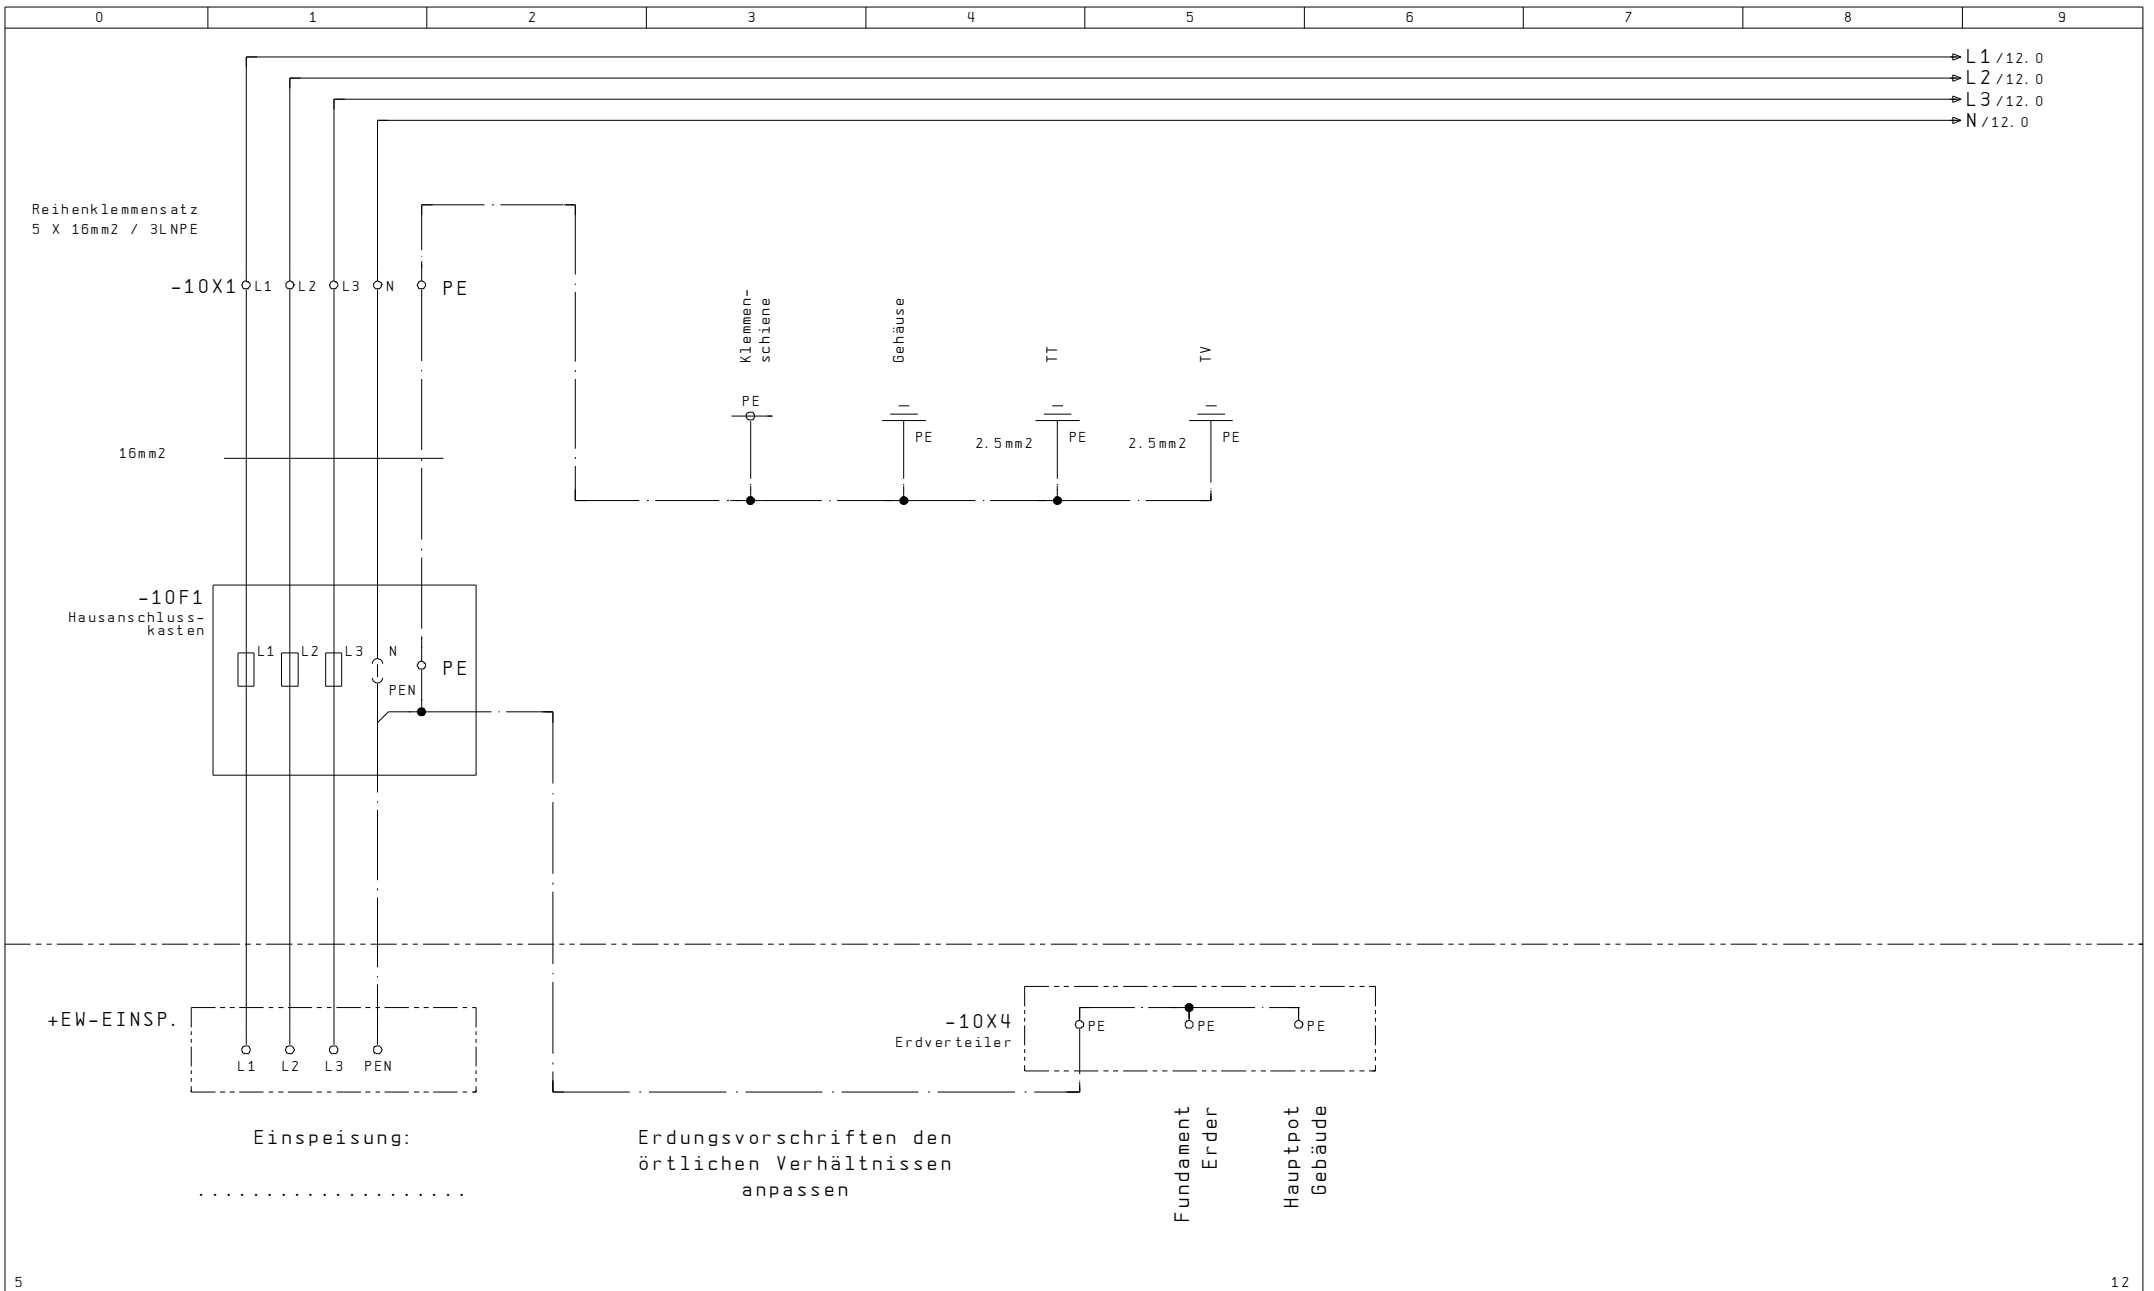 0 1 2 3 4 5 6 7 8 9
L1/12.0
L2/12.0
L3/12.0
N/12.0
Reihenklemmensatz
5 X 16mm2 / 3LNPE
-10X1 L1 L2 L3 N PE
Klemmen-
schiene
Gehäuse
TT
TV
PE
PE
2.5mm2 PE
2.5mm2 PE
16mm2
-10F1
Hausanschluss-
kasten
L1 L2 L3 N PE
PEN
+EW-EINSP.
L1 L2 L3 PEN
-10X4
Erdverteiler
PE PE PE
Einspeisung:
....................
Erdungsvorschriften den
örtlichen Verhältnissen
anpassen
Fundament
Erder
Hauptpot
Gebäude
5 12